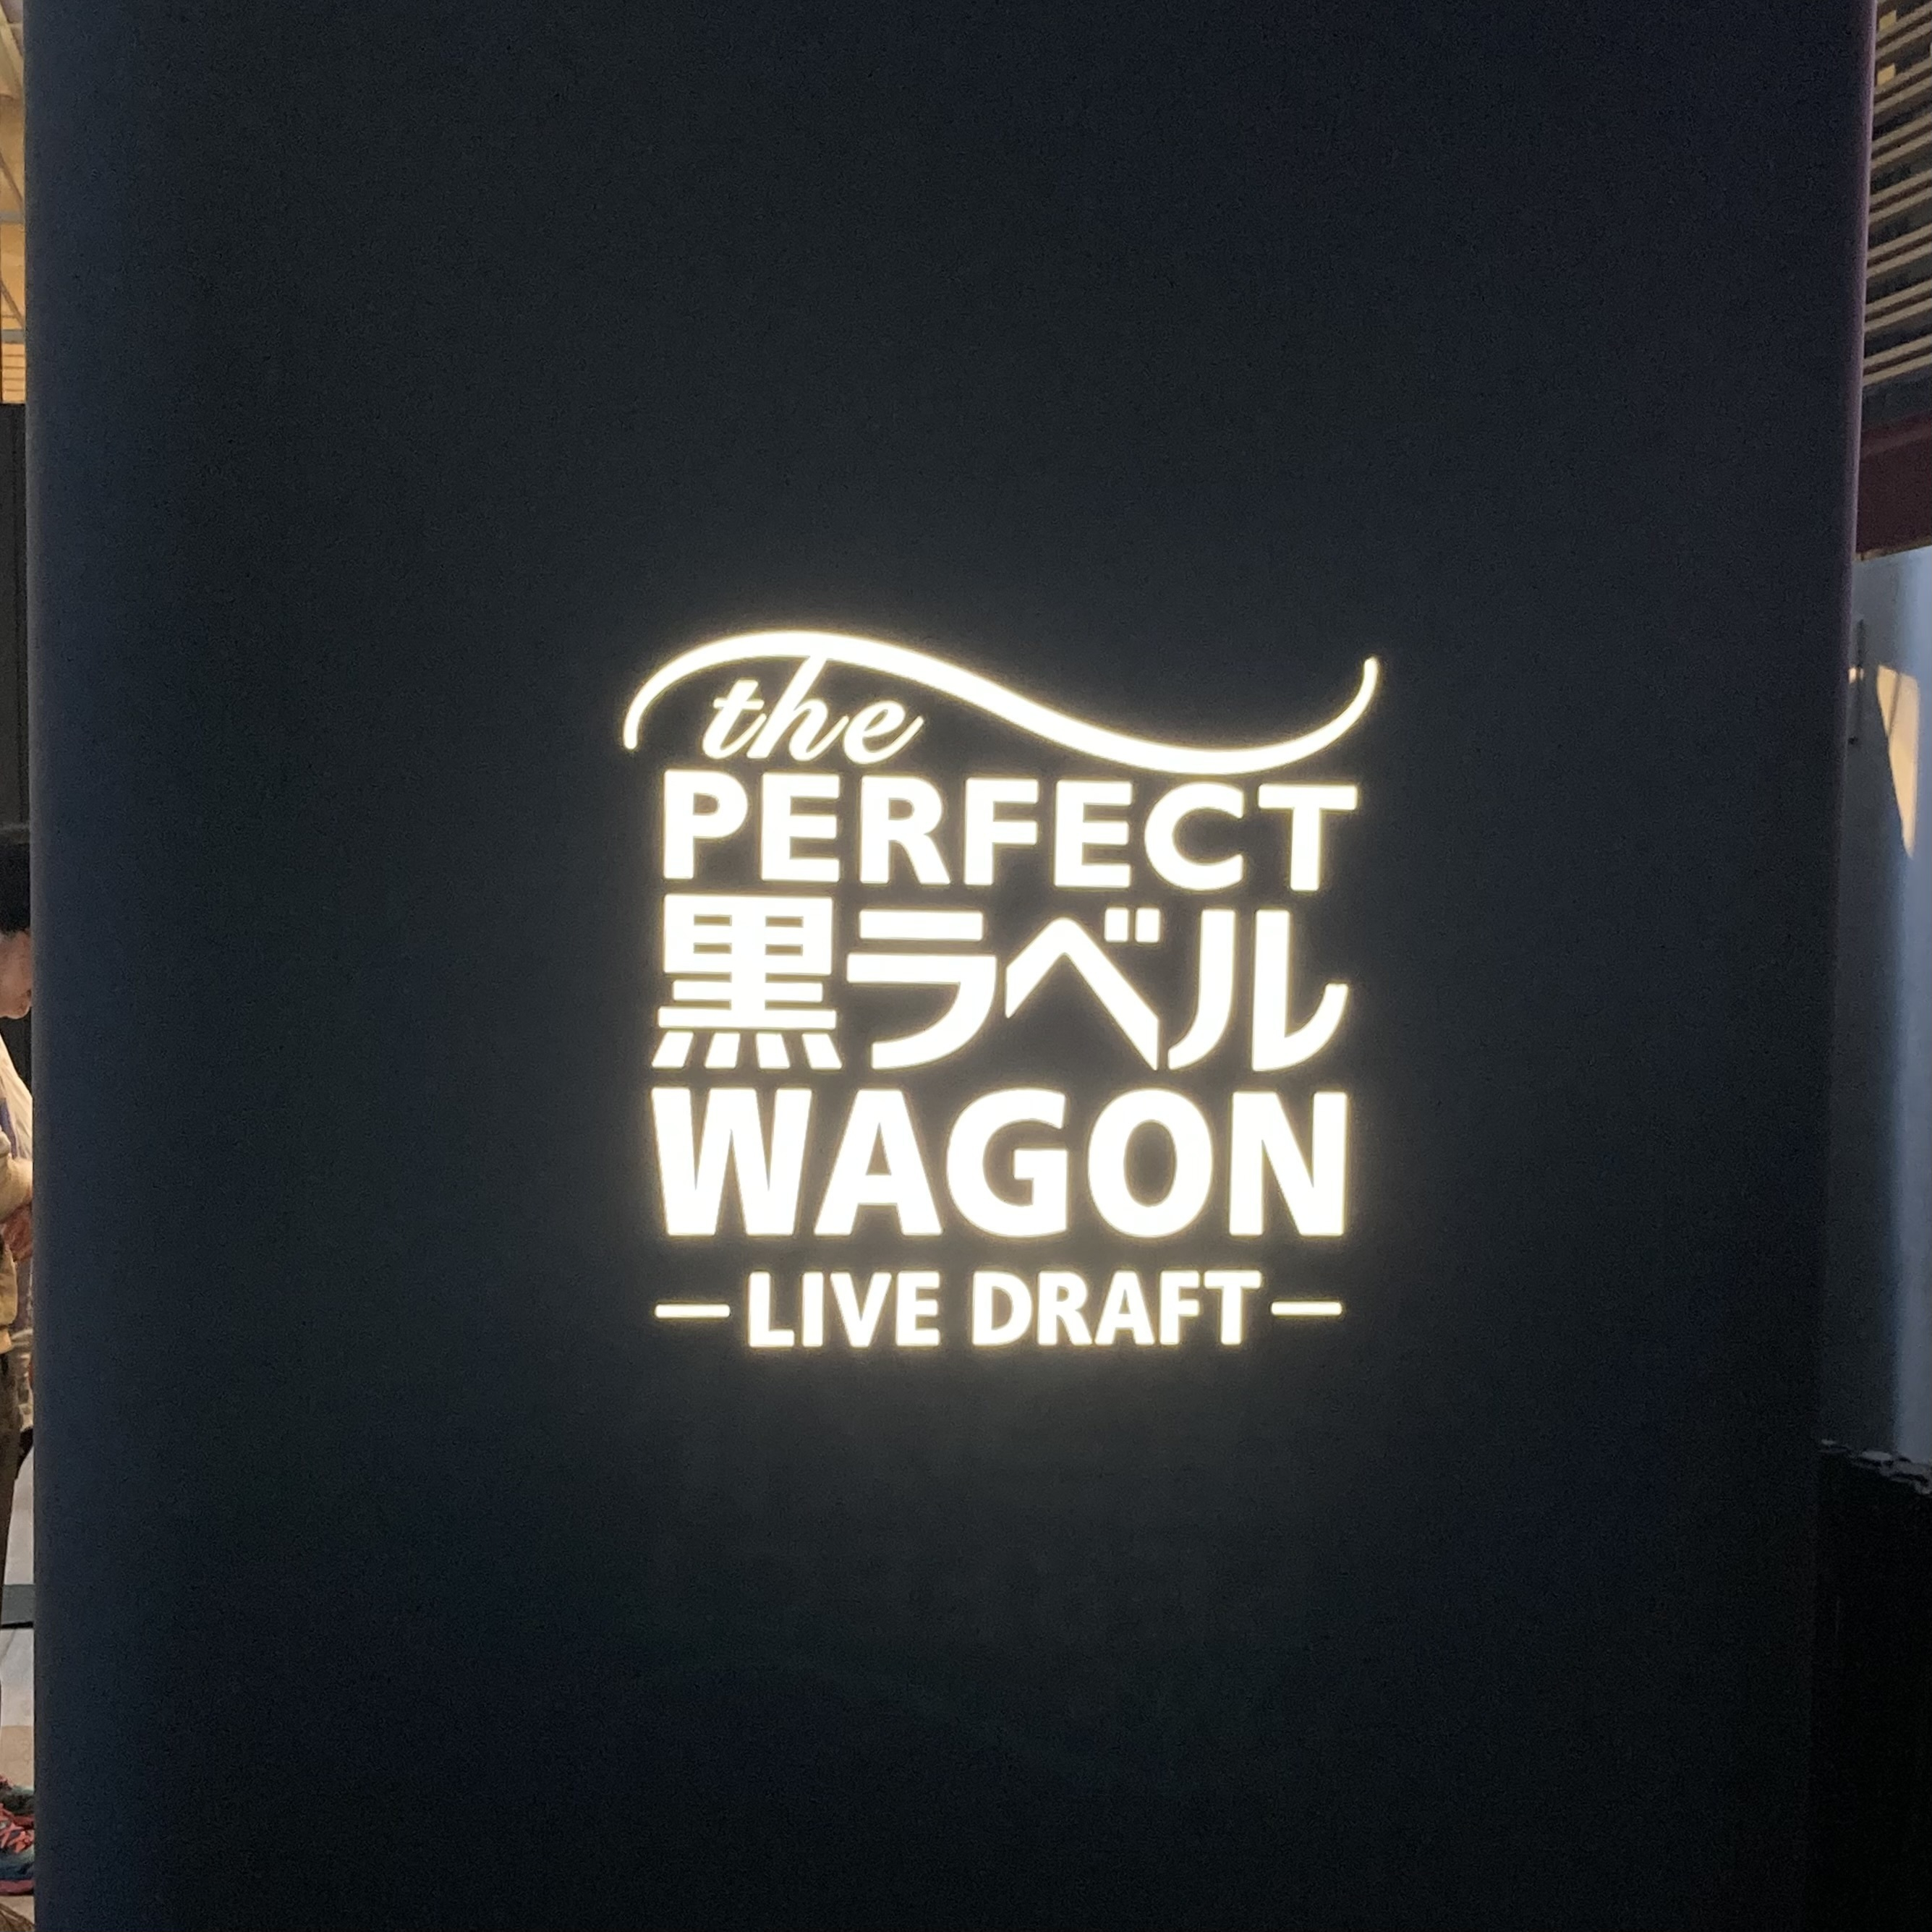 the
PERFECT
黒ラベル
WAGON
—LIVE DRAFT—